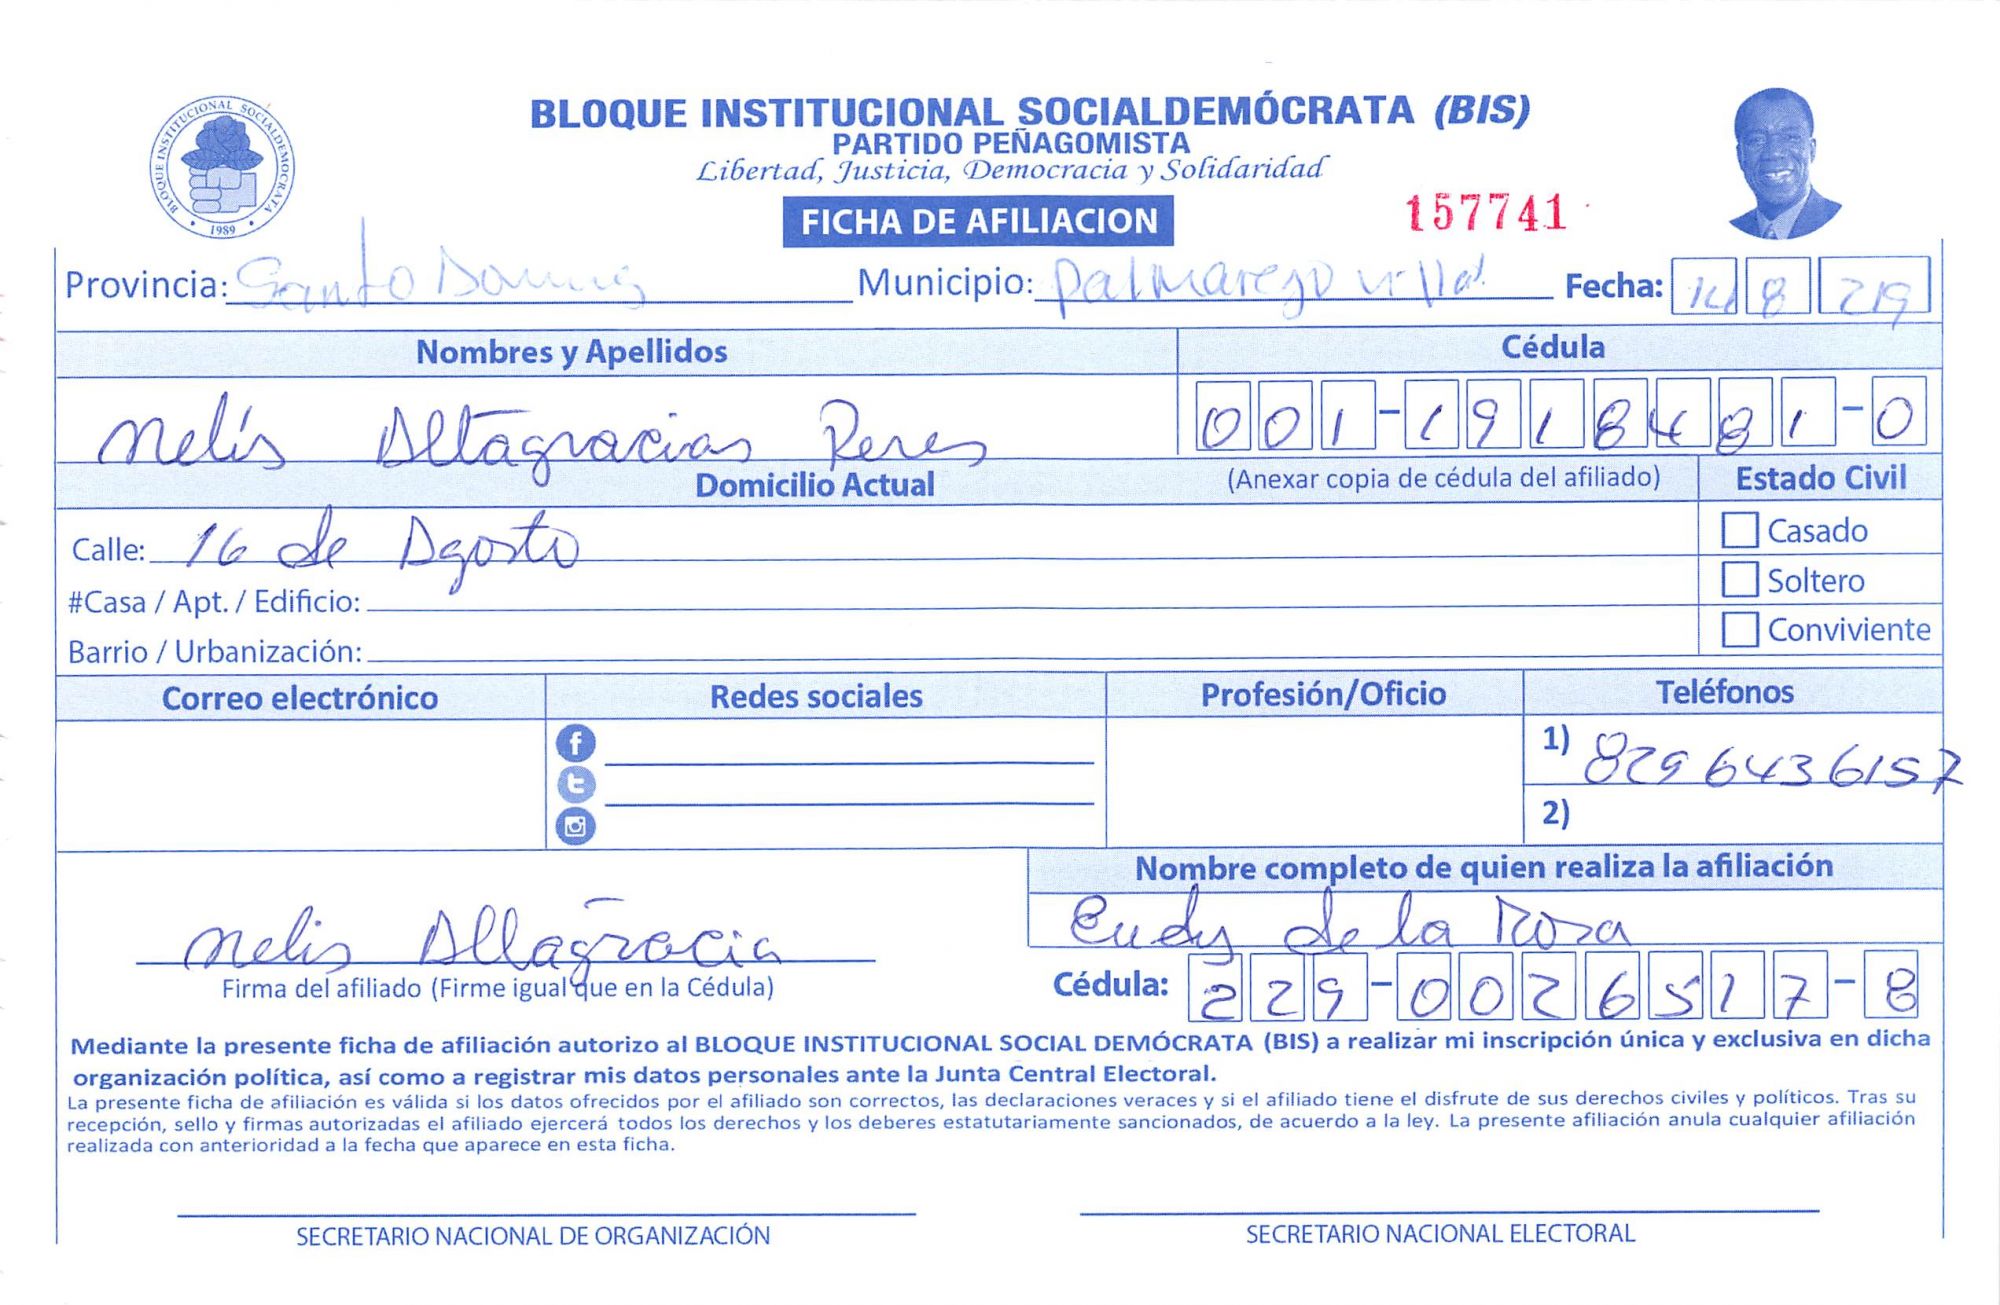 BLOQUE INSTITUCIONAL SOCIALDEMÓCRATA
1989
BLOQUE INSTITUCIONAL SOCIALDEMÓCRATA (BIS)
PARTIDO PEÑAGOMISTA
Libertad, Justicia, Democracia y Solidaridad
FICHA DE AFILIACION
157741
Provincia: Santo Domingo Municipio: Palmarejo villa Fecha: 14 8 219
Nombres y Apellidos Cédula
Nelis Altagracias Peres 001-1918481-0
Domicilio Actual (Anexar copia de cédula del afiliado) Estado Civil
Calle: 16 de Agosto Casado
#Casa / Apt. / Edificio: Soltero
Barrio / Urbanización: Conviviente
Correo electrónico Redes sociales Profesión/Oficio Teléfonos
1) 8296436157
2)
Nombre completo de quien realiza la afiliación
Eudy de la Rosa
Nelis Altagracia
Firma del afiliado (Firme igual que en la Cédula) Cédula: 229-0026517-8
Mediante la presente ficha de afiliación autorizo al BLOQUE INSTITUCIONAL SOCIAL DEMÓCRATA (BIS) a realizar mi inscripción única y exclusiva en dicha
organización política, así como a registrar mis datos personales ante la Junta Central Electoral.
La presente ficha de afiliación es válida si los datos ofrecidos por el afiliado son correctos, las declaraciones veraces y si el afiliado tiene el disfrute de sus derechos civiles y políticos. Tras su
recepción, sello y firmas autorizadas el afiliado ejercerá todos los derechos y los deberes estatutariamente sancionados, de acuerdo a la ley. La presente afiliación anula cualquier afiliación
realizada con anterioridad a la fecha que aparece en esta ficha.
SECRETARIO NACIONAL DE ORGANIZACIÓN SECRETARIO NACIONAL ELECTORAL